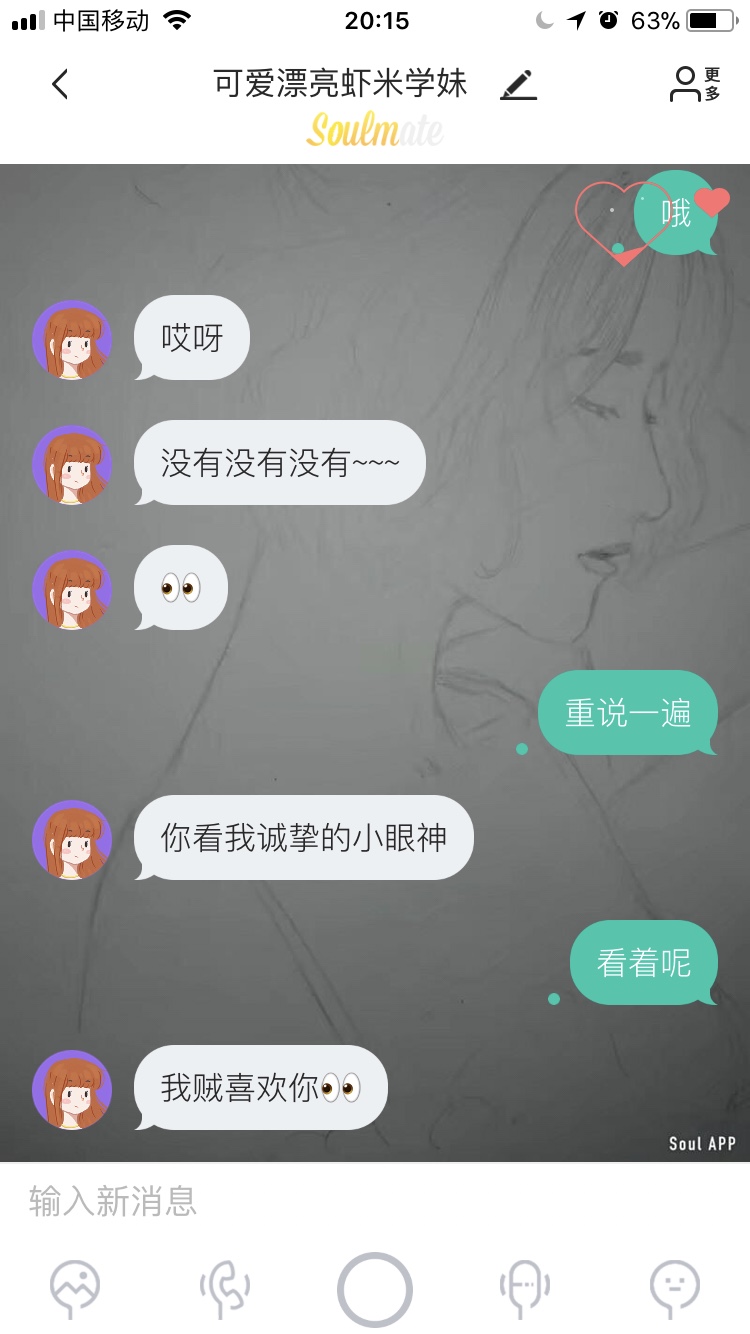 中国移动 20:15 63%
可爱漂亮虾米学妹 更多
Soulmate
哦
哎呀
没有没有没有~~~
👀
重说一遍
你看我诚挚的小眼神
看着呢
我贼喜欢你👀
Soul APP
输入新消息